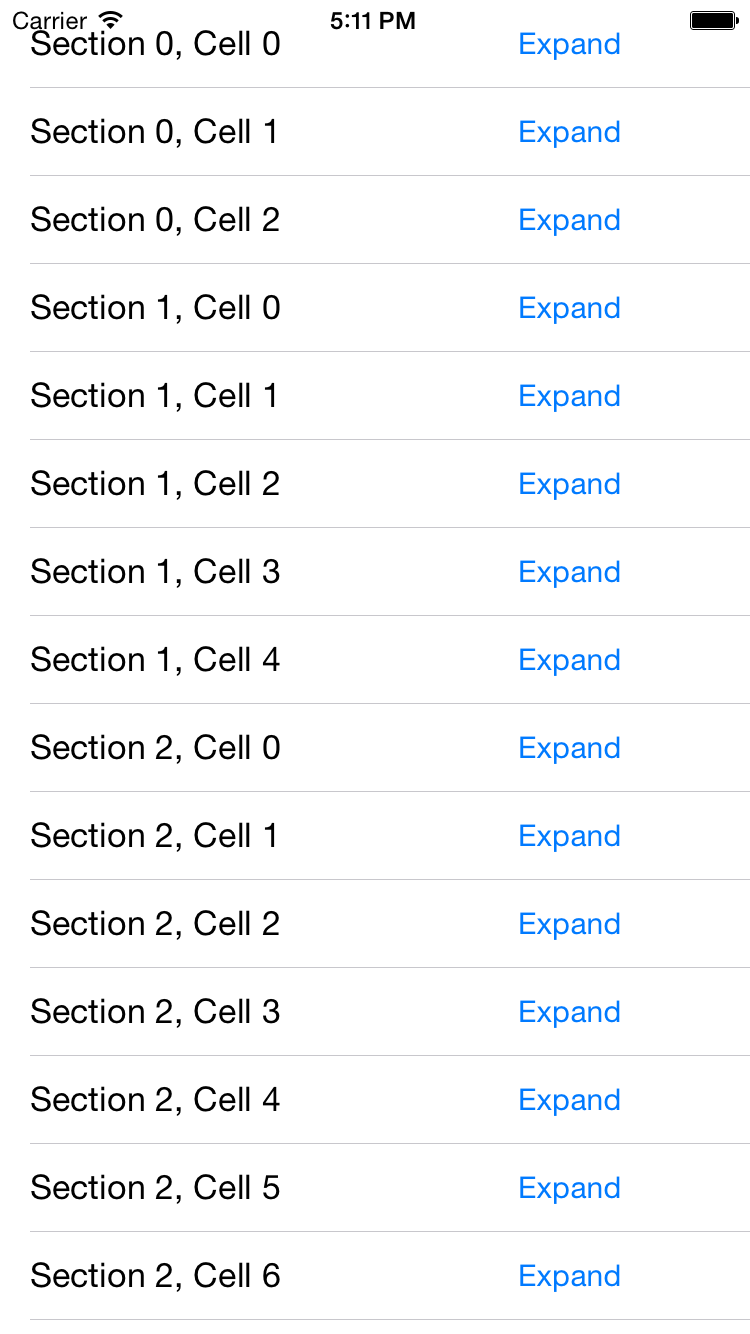 Carrier 5:11 PM
Section 0, Cell 0 Expand
Section 0, Cell 1 Expand
Section 0, Cell 2 Expand
Section 1, Cell 0 Expand
Section 1, Cell 1 Expand
Section 1, Cell 2 Expand
Section 1, Cell 3 Expand
Section 1, Cell 4 Expand
Section 2, Cell 0 Expand
Section 2, Cell 1 Expand
Section 2, Cell 2 Expand
Section 2, Cell 3 Expand
Section 2, Cell 4 Expand
Section 2, Cell 5 Expand
Section 2, Cell 6 Expand